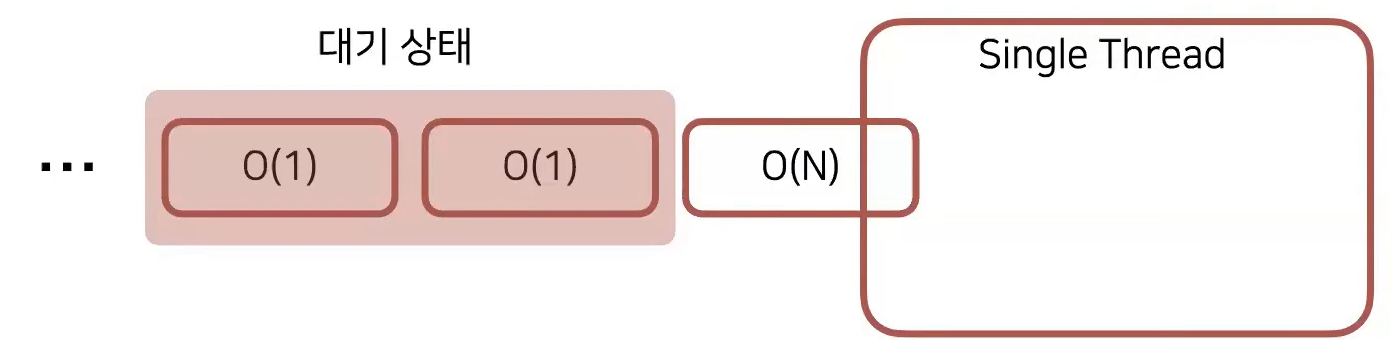 대기 상태
Single Thread
... O(1) O(1) O(N)